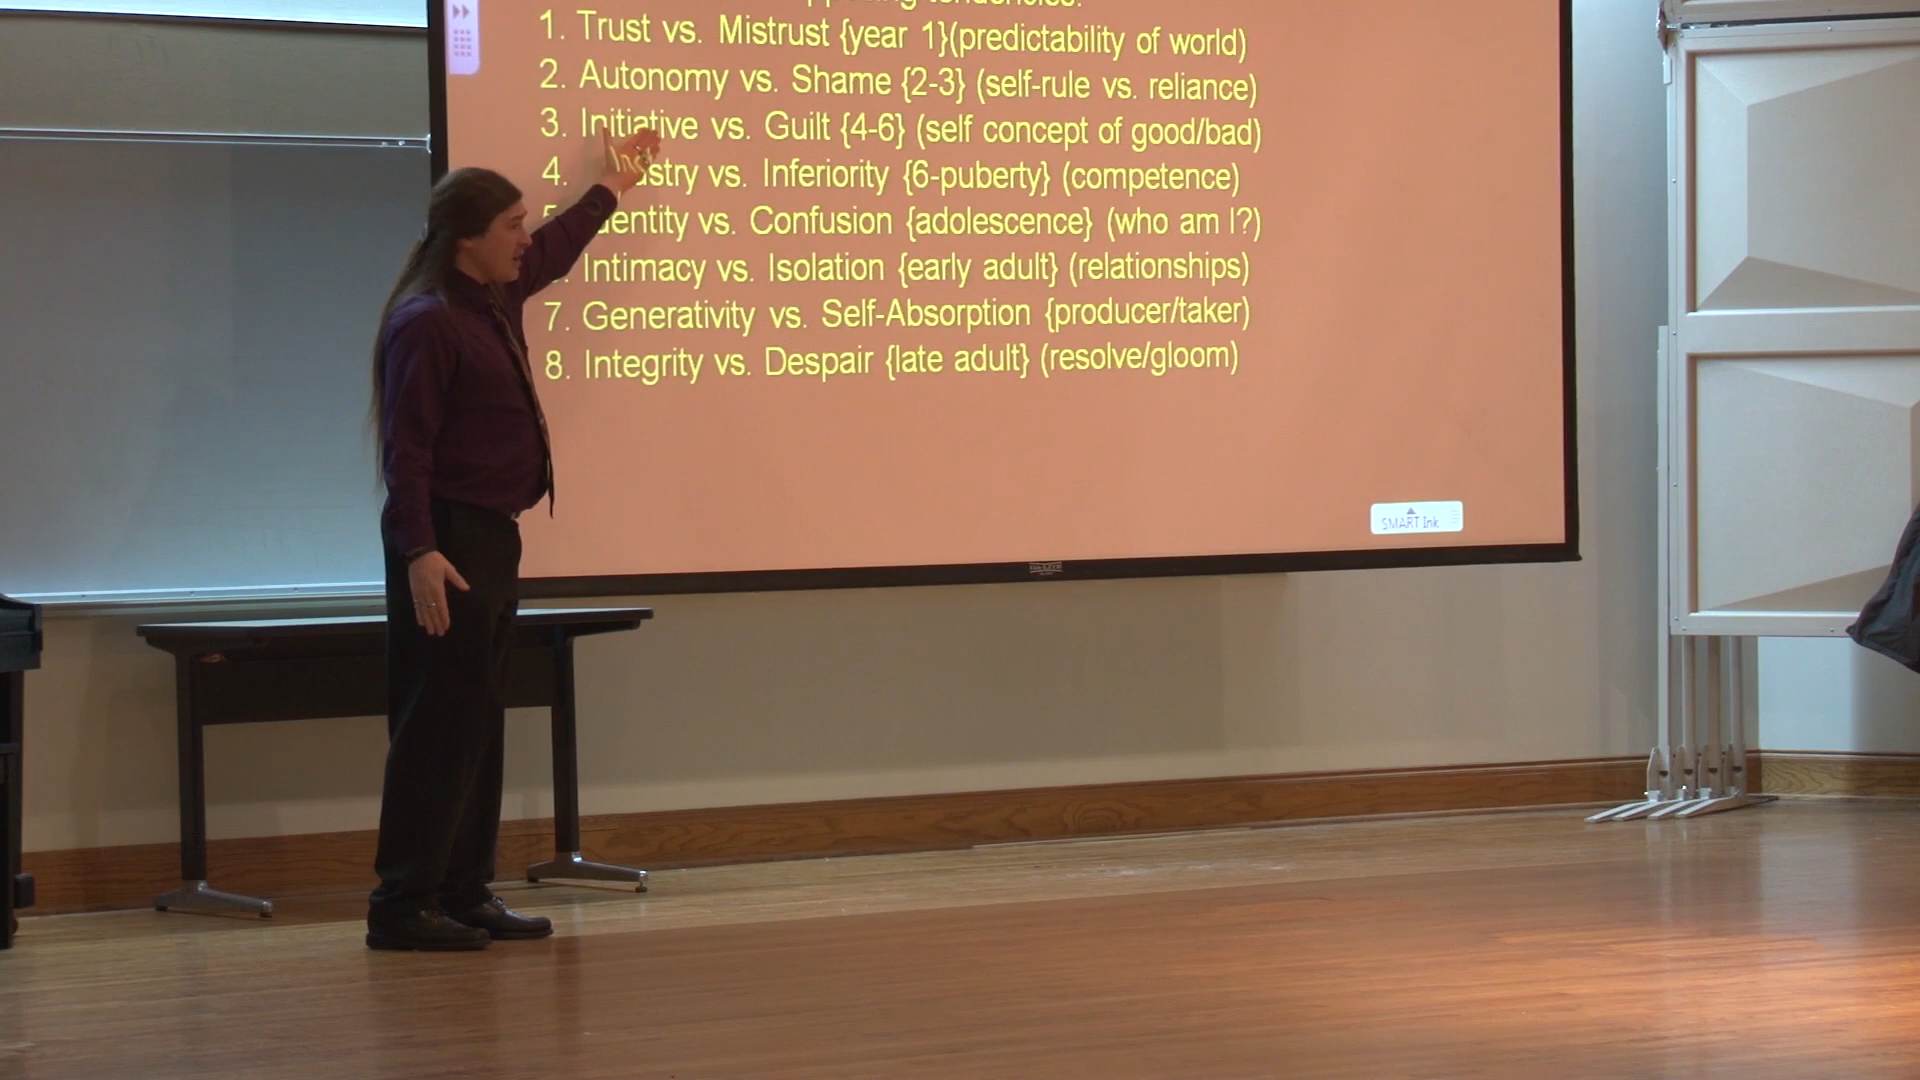 tendencies:
1. Trust vs. Mistrust {year 1}(predictability of world)
2. Autonomy vs. Shame {2-3} (self-rule vs. reliance)
3. Initiative vs. Guilt {4-6} (self concept of good/bad)
4. vs. Inferiority {6-puberty} (competence)
vs. Confusion {adolescence} (who am I?)
Intimacy vs. Isolation {early adult} (relationships)
7. Generativity vs. Self-Absorption {producer/taker}
8. Integrity vs. Despair {late adult} (resolve/gloom)
SMART Ink
DA-LITE